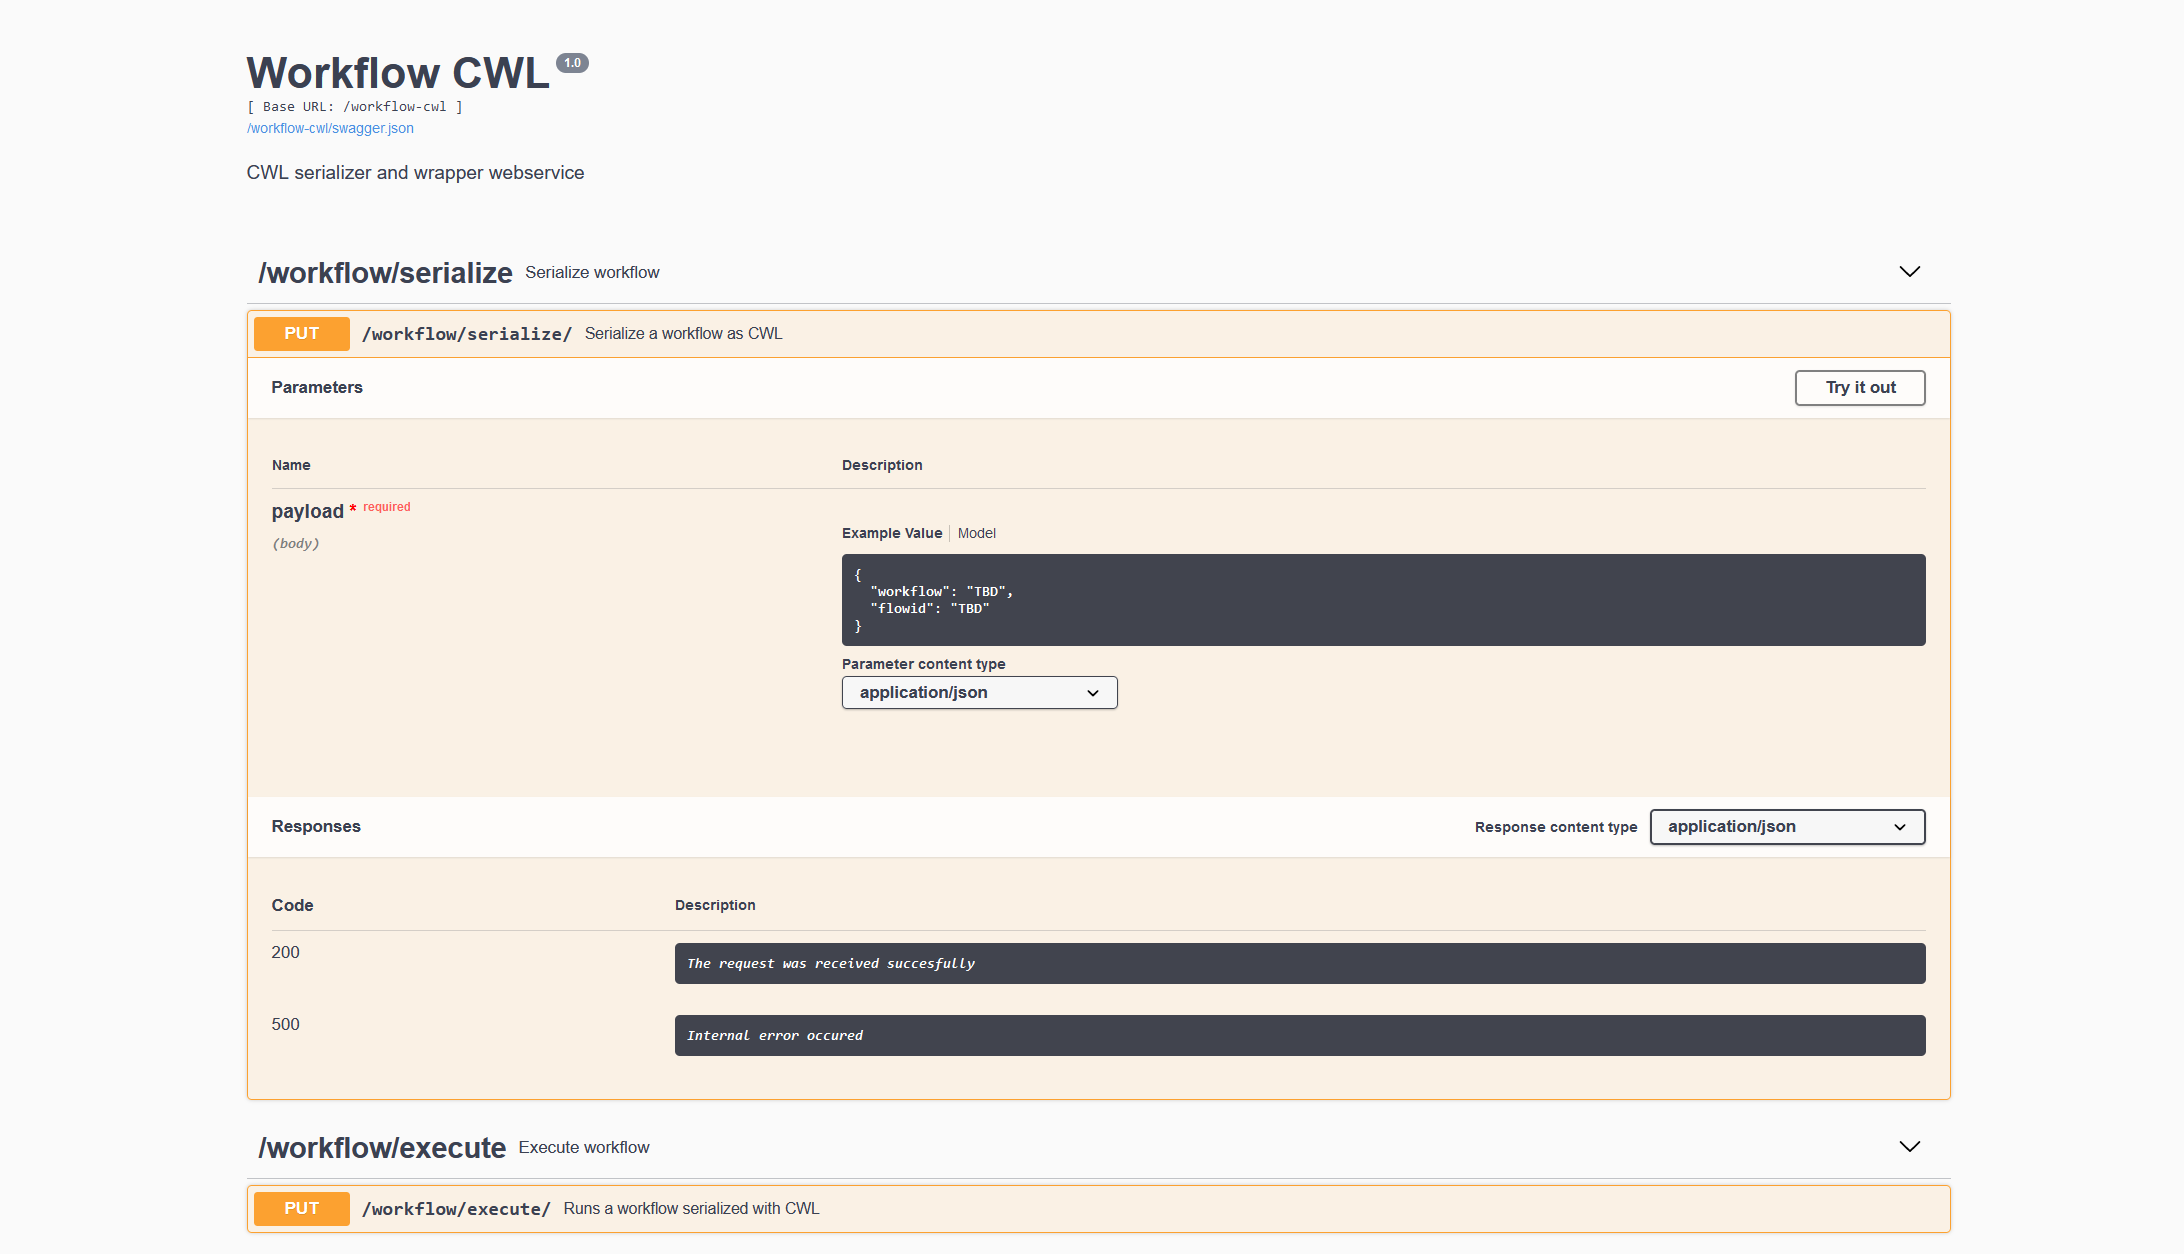 Workflow CWL 1.0
[ Base URL: /workflow-cwl ]
/workflow-cwl/swagger.json
CWL serializer and wrapper webservice
/workflow/serialize Serialize workflow
PUT /workflow/serialize/ Serialize a workflow as CWL
Parameters Try it out
Name Description
payload * required
(body)
Example Value Model
{
"workflow": "TBD",
"flowid": "TBD"
}
Parameter content type
application/json
Responses Response content type application/json
Code Description
200 The request was received succesfully
500 Internal error occured
/workflow/execute Execute workflow
PUT /workflow/execute/ Runs a workflow serialized with CWL